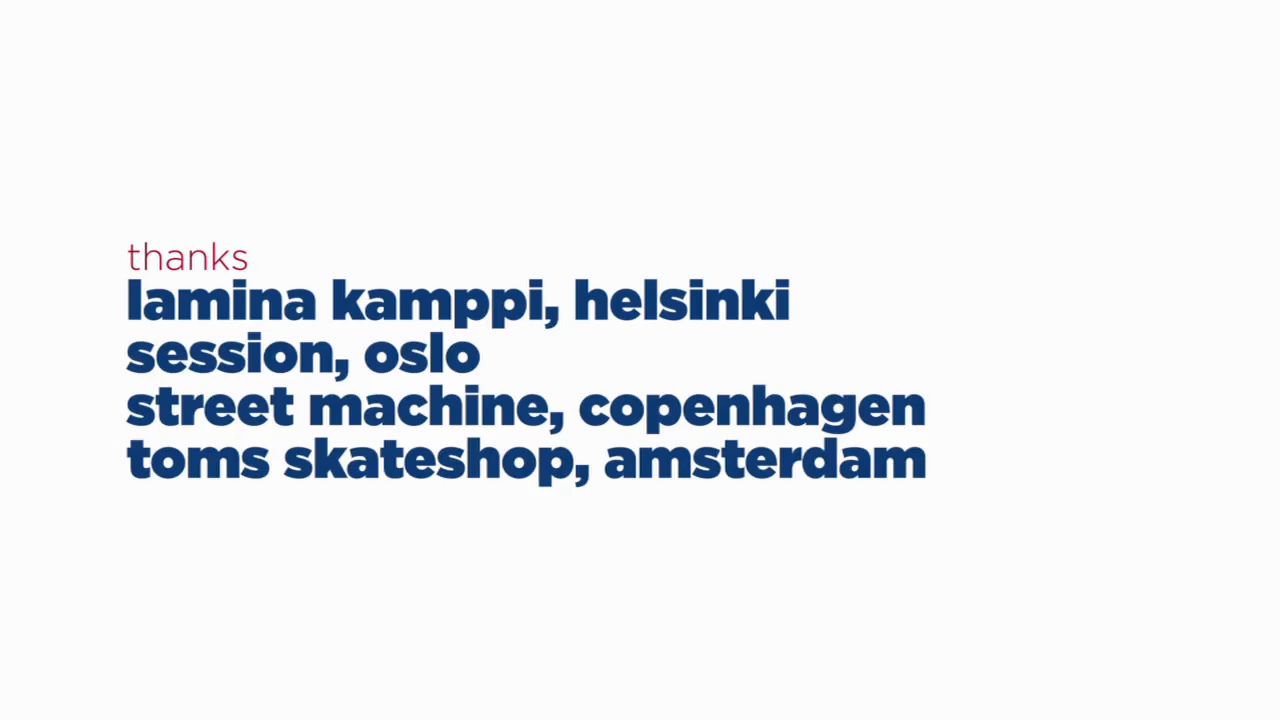 thanks
lamina kamppi, helsinki
session, oslo
street machine, copenhagen
toms skateshop, amsterdam